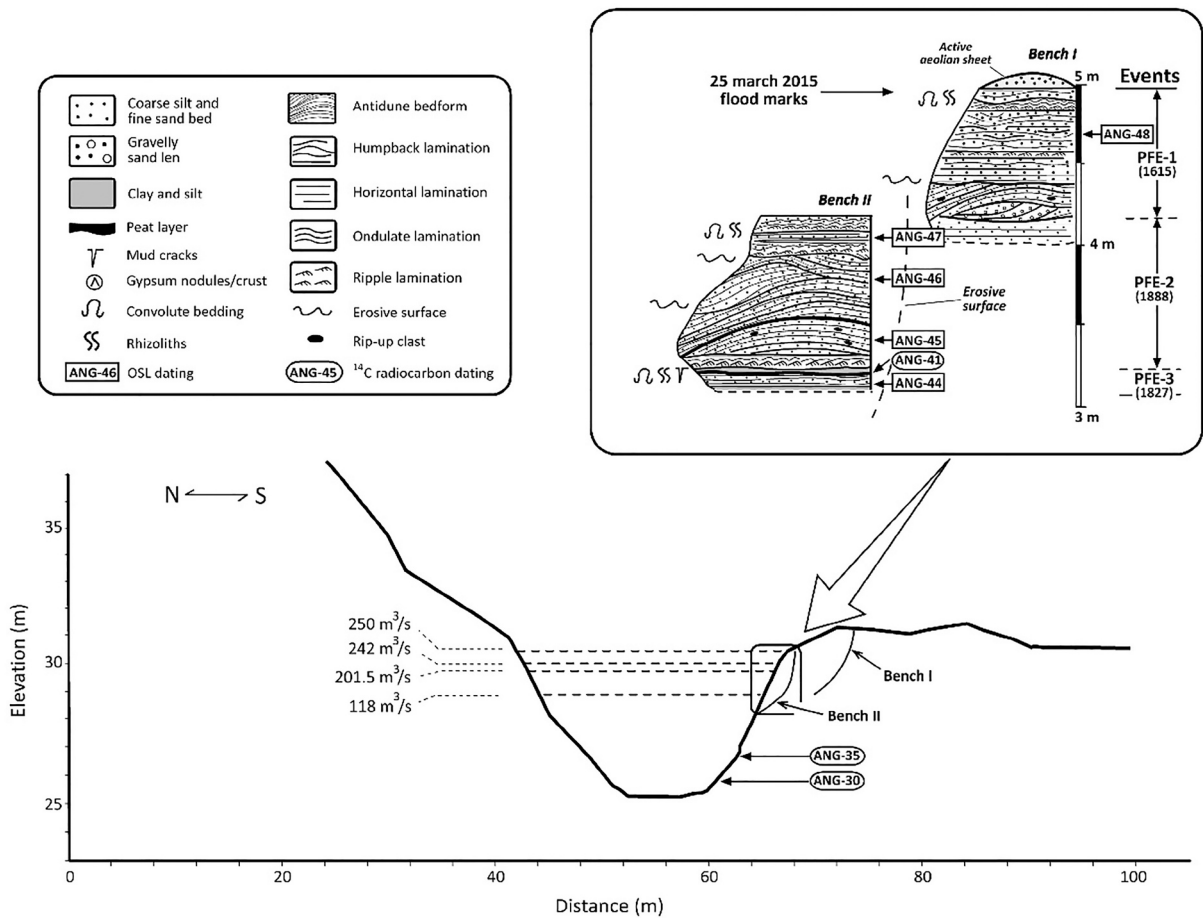 Coarse silt and
fine sand bed
Gravelly
sand len
Clay and silt
Peat layer
Mud cracks
Gypsum nodules/crust
Convolute bedding
Rhizoliths
ANG-46 OSL dating
Antidune bedform
Humpback lamination
Horizontal lamination
Ondulate lamination
Ripple lamination
Erosive surface
Rip-up clast
ANG-45 14C radiocarbon dating
Active
aeolian sheet
Bench I
25 march 2015
flood marks
5 m
Events
ANG-48
PFE-1
(1615)
Bench II
ANG-47
4 m
ANG-46
Erosive
surface
PFE-2
(1888)
ANG-45
ANG-41
ANG-44
PFE-3
(1827)
3 m
N S
Elevation (m)
35
30
25
250 m³/s
242 m³/s
201.5 m³/s
118 m³/s
Bench I
Bench II
ANG-35
ANG-30
0 20 40 60 80 100
Distance (m)